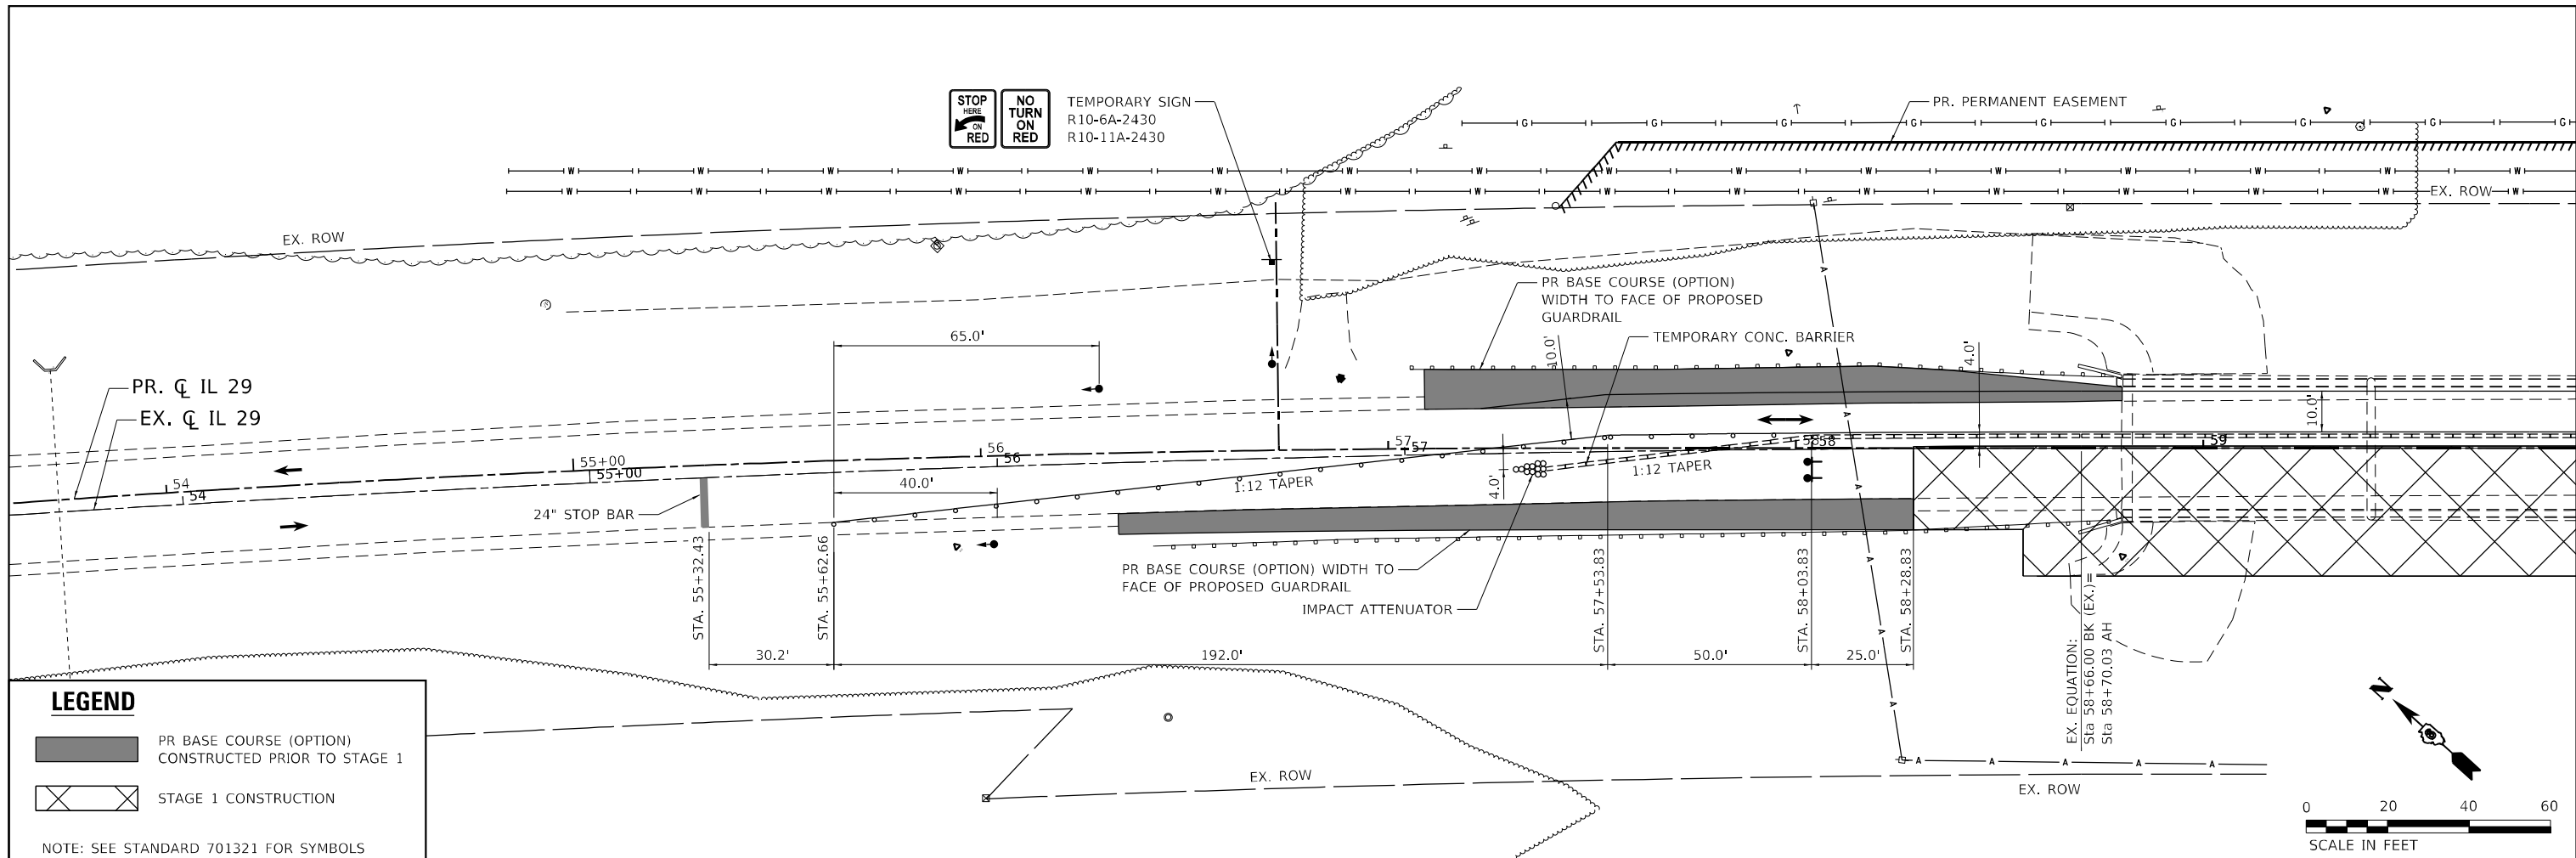 STOP
HERE
ON
RED
NO
TURN
ON
RED
TEMPORARY SIGN
R10-6A-2430
R10-11A-2430
PR. PERMANENT EASEMENT
G G G G G G G G
W W W W W W W W W W W W W W W W
W W W W W W W W W W W W W W W
EX. ROW
W
EX. ROW
A
PR BASE COURSE (OPTION)
WIDTH TO FACE OF PROPOSED
GUARDRAIL
TEMPORARY CONC. BARRIER
65.0'
10.0'
4.0'
10.0'
PR. ℄ IL 29
EX. ℄ IL 29
54
54
55+00
55+00
56
56
57
57
58
58
59
40.0'
1:12 TAPER
4.0'
1:12 TAPER
24" STOP BAR
A
A
A
A
A
PR BASE COURSE (OPTION) WIDTH TO
FACE OF PROPOSED GUARDRAIL
IMPACT ATTENUATOR
STA. 55+32.43
STA. 55+62.66
STA. 57+53.83
STA. 58+03.83
STA. 58+28.83
EX. EQUATION:
Sta 58+66.00 BK (EX.)=
Sta 58+70.03 AH
30.2'
192.0'
50.0'
25.0'
LEGEND
PR BASE COURSE (OPTION)
CONSTRUCTED PRIOR TO STAGE 1
STAGE 1 CONSTRUCTION
NOTE: SEE STANDARD 701321 FOR SYMBOLS
EX. ROW
A A A A A
EX. ROW
N
0 20 40 60
SCALE IN FEET